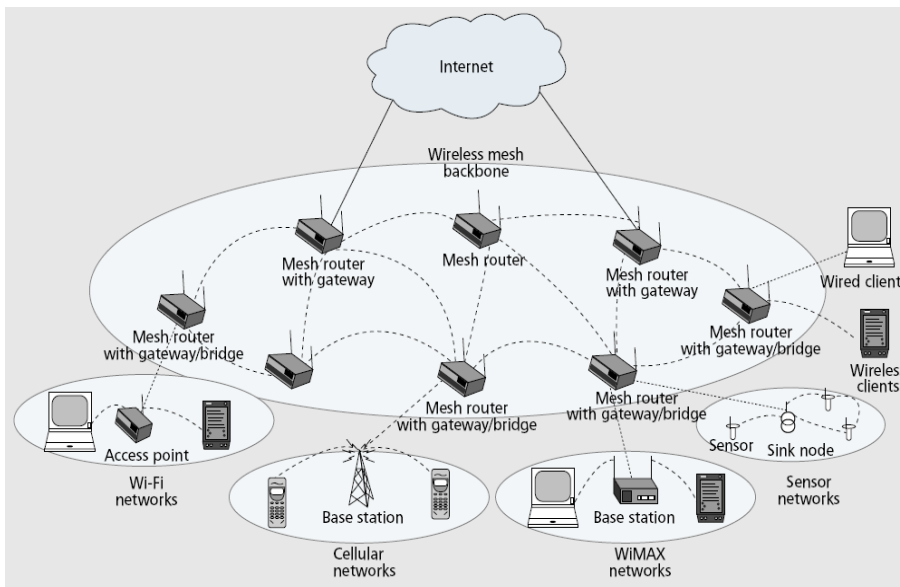 Internet
Wireless mesh
backbone
Mesh router
with gateway
Mesh router
Mesh router
with gateway
Wired client
Mesh router
with gateway/bridge
Mesh router
with gateway/bridge
Wireless
clients
Mesh router
with gateway/bridge
Mesh router
with gateway/bridge
Access point
Wi-Fi
networks
Sensor
Sink node
Sensor
networks
Base station
Cellular
networks
Base station
WiMAX
networks